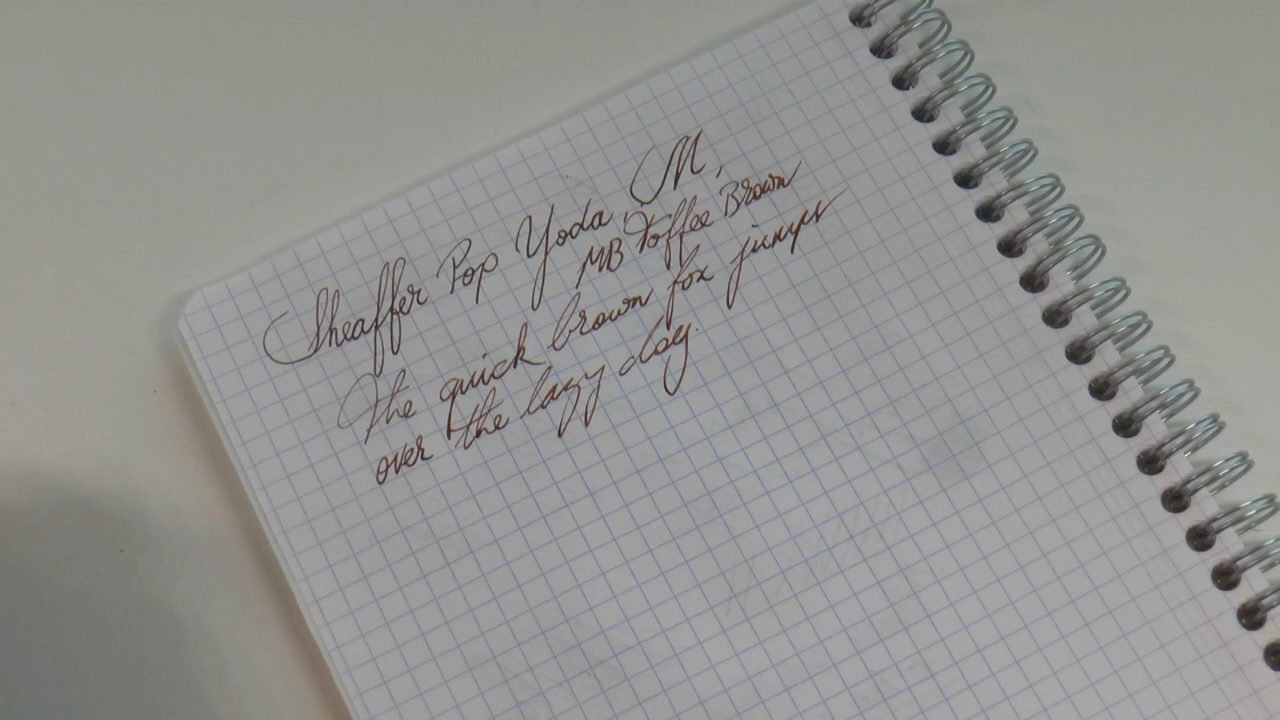 Sheaffer Pop Yoda, M,
MB Toffee Brown
The quick brown fox jumps
over the lazy dog.